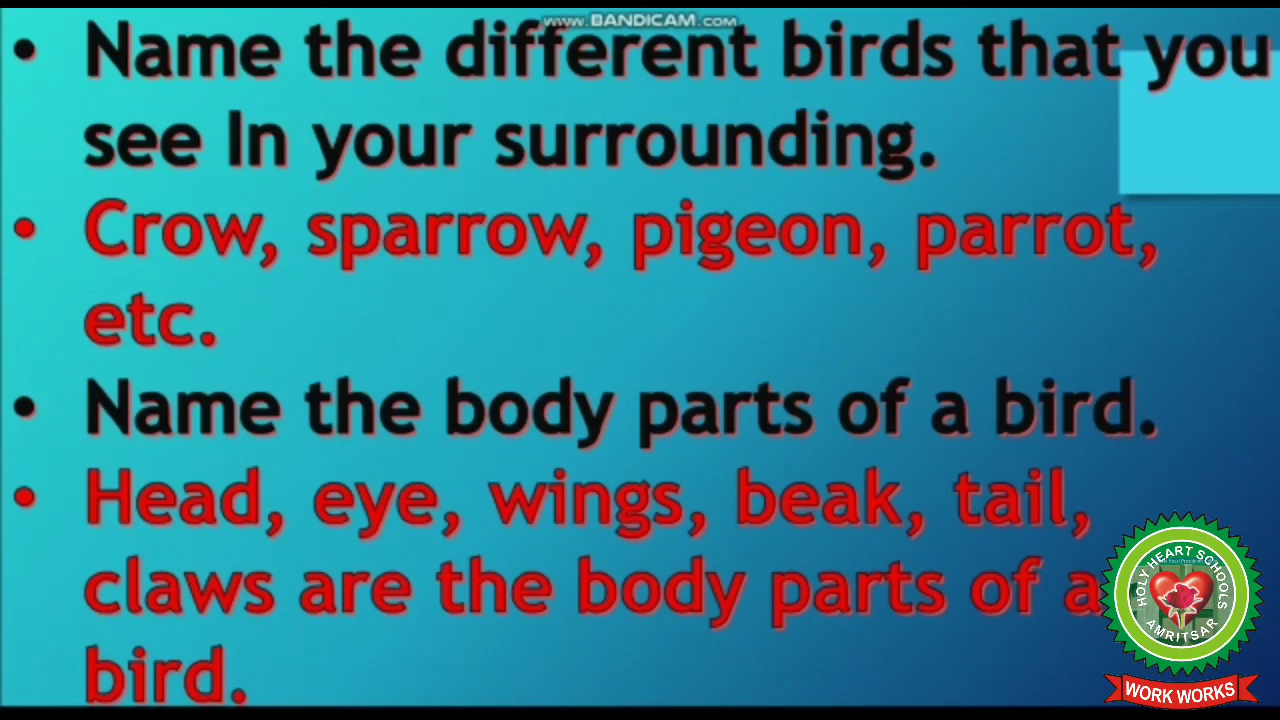 www.BANDICAM.com
• Name the different birds that you
see In your surrounding.
• Crow, sparrow, pigeon, parrot,
etc.
• Name the body parts of a bird.
• Head, eye, wings, beak, tail,
claws are the body parts of a
bird.
HOLY HEART SCHOOLS
AMRITSAR
WORK WORKS